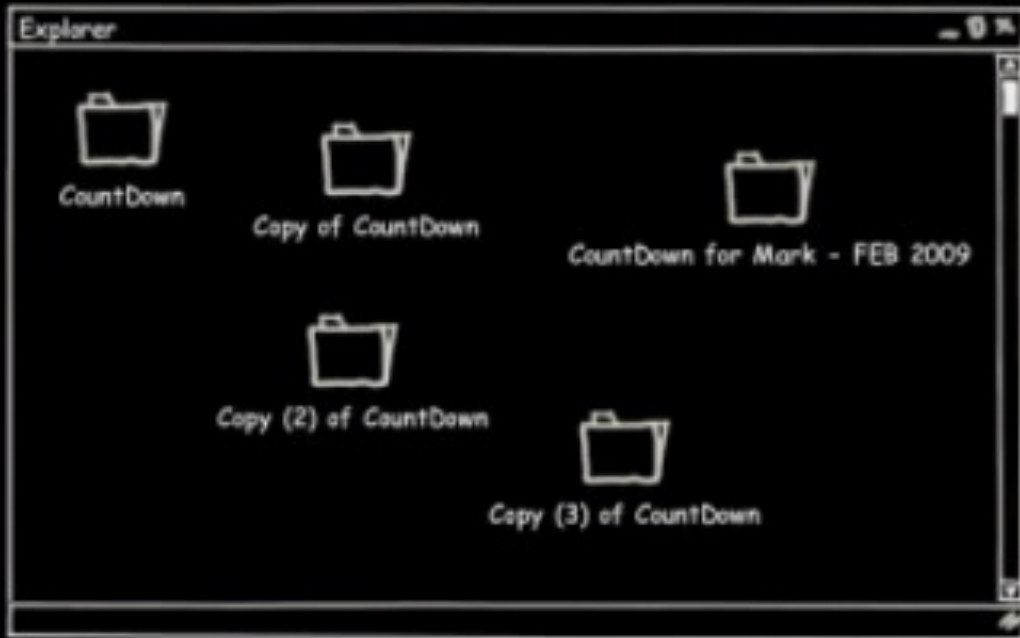 Explorer
CountDown
Copy of CountDown
CountDown for Mark - FEB 2009
Copy (2) of CountDown
Copy (3) of CountDown